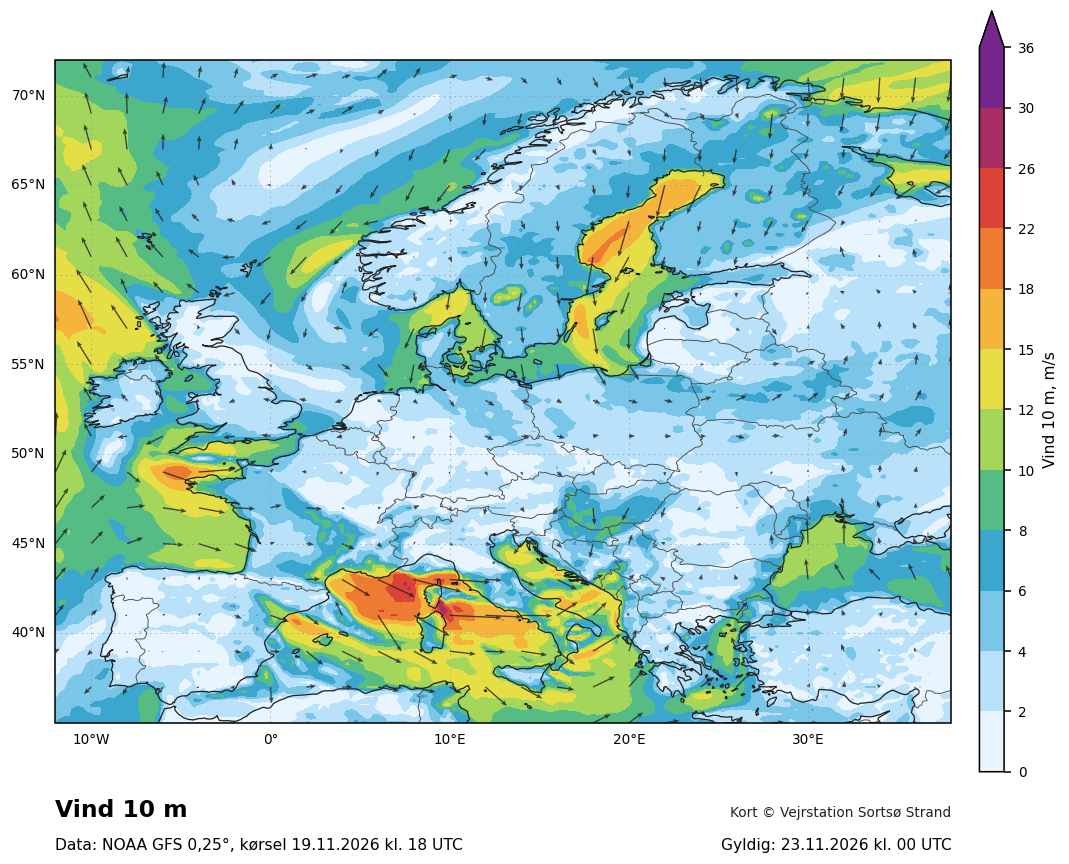 70°N
65°N
60°N
55°N
50°N
45°N
40°N
10°W
0°
10°E
20°E
30°E
36
30
26
22
18
15
12
10
8
6
4
2
0
Vind 10 m, m/s
Vind 10 m
Kort © Vejrstation Sortsø Strand
Data: NOAA GFS 0,25°, kørsel 19.11.2026 kl. 18 UTC
Gyldig: 23.11.2026 kl. 00 UTC